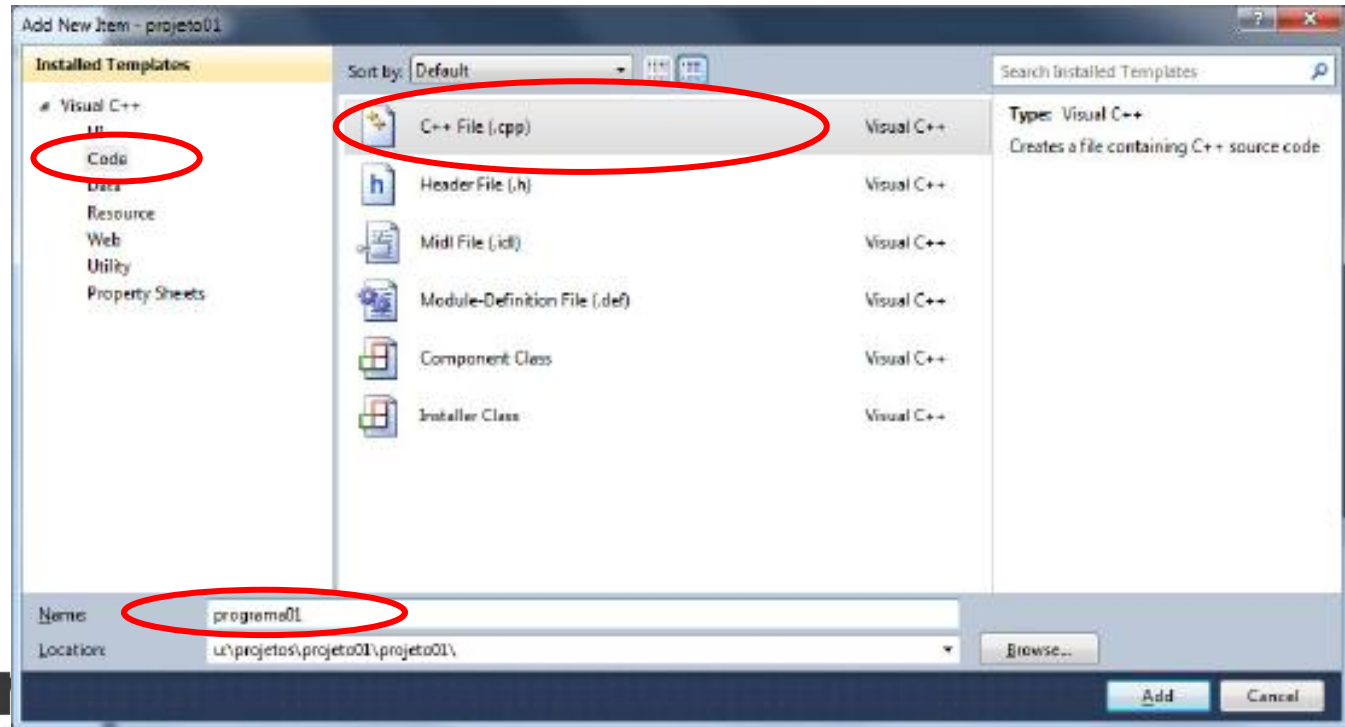 Add New Item - projeto01
Installed Templates
Visual C++
UI
Code
Data
Resource
Web
Utility
Property Sheets
Sort by: Default
C++ File (.cpp) Visual C++
Header File (.h) Visual C++
Midl File (.idl) Visual C++
Module-Definition File (.def) Visual C++
Component Class Visual C++
Installer Class Visual C++
Search Installed Templates
Type: Visual C++
Creates a file containing C++ source code
Name: programa01
Location: u:\projetos\projeto01\projeto01\
Browse...
Add Cancel